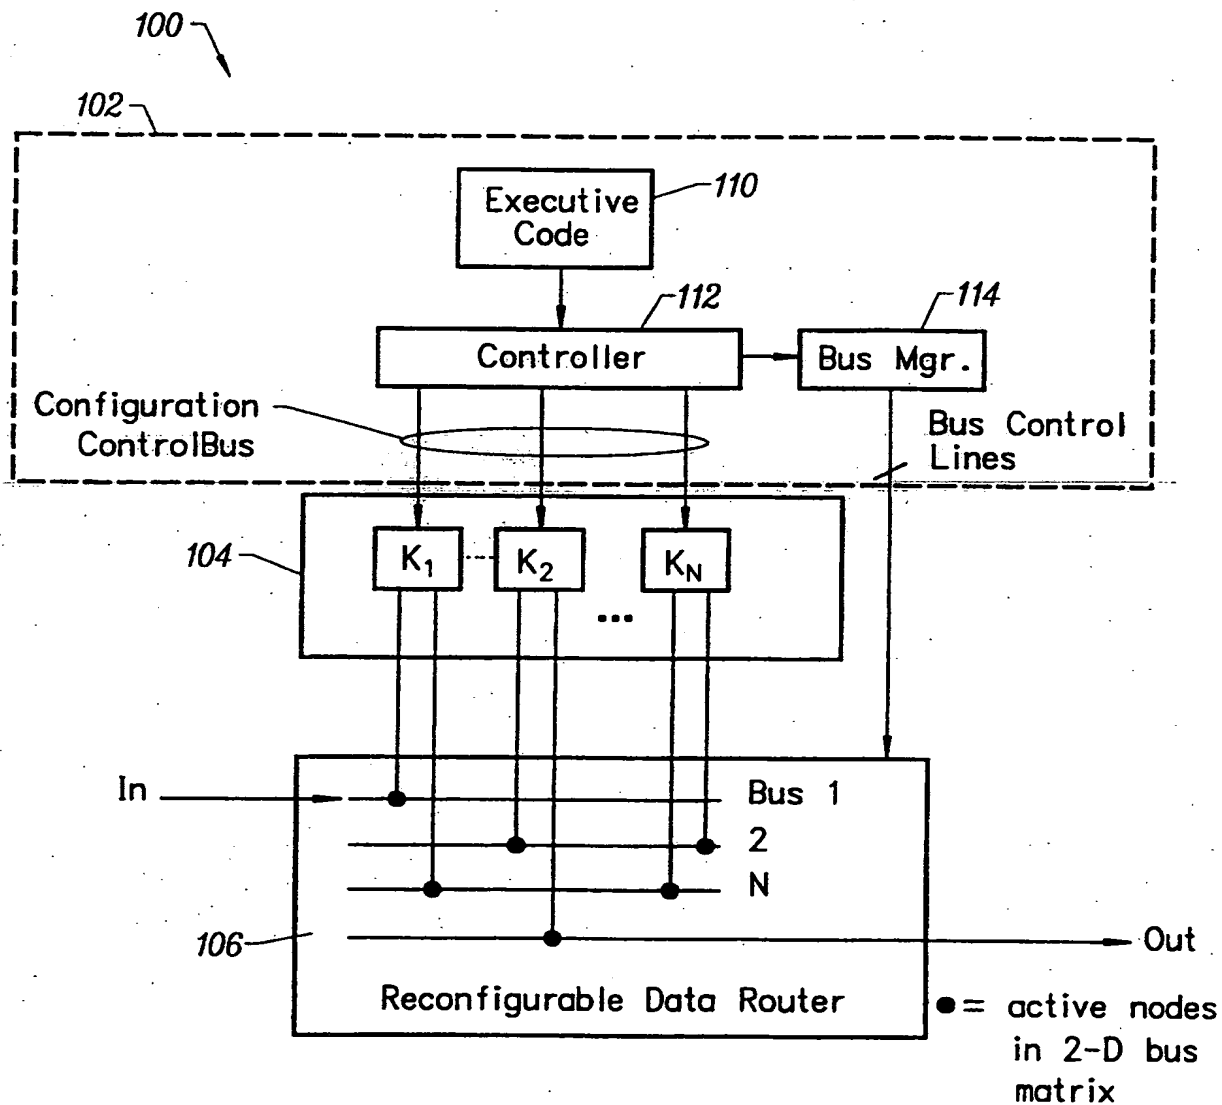 100
102
Executive
Code
110
112
114
Controller
Bus Mgr.
Configuration
ControlBus
Bus Control
Lines
104
K1
K2
KN
...
In
Bus 1
2
N
106
Out
Reconfigurable Data Router
● = active nodes
in 2-D bus
matrix